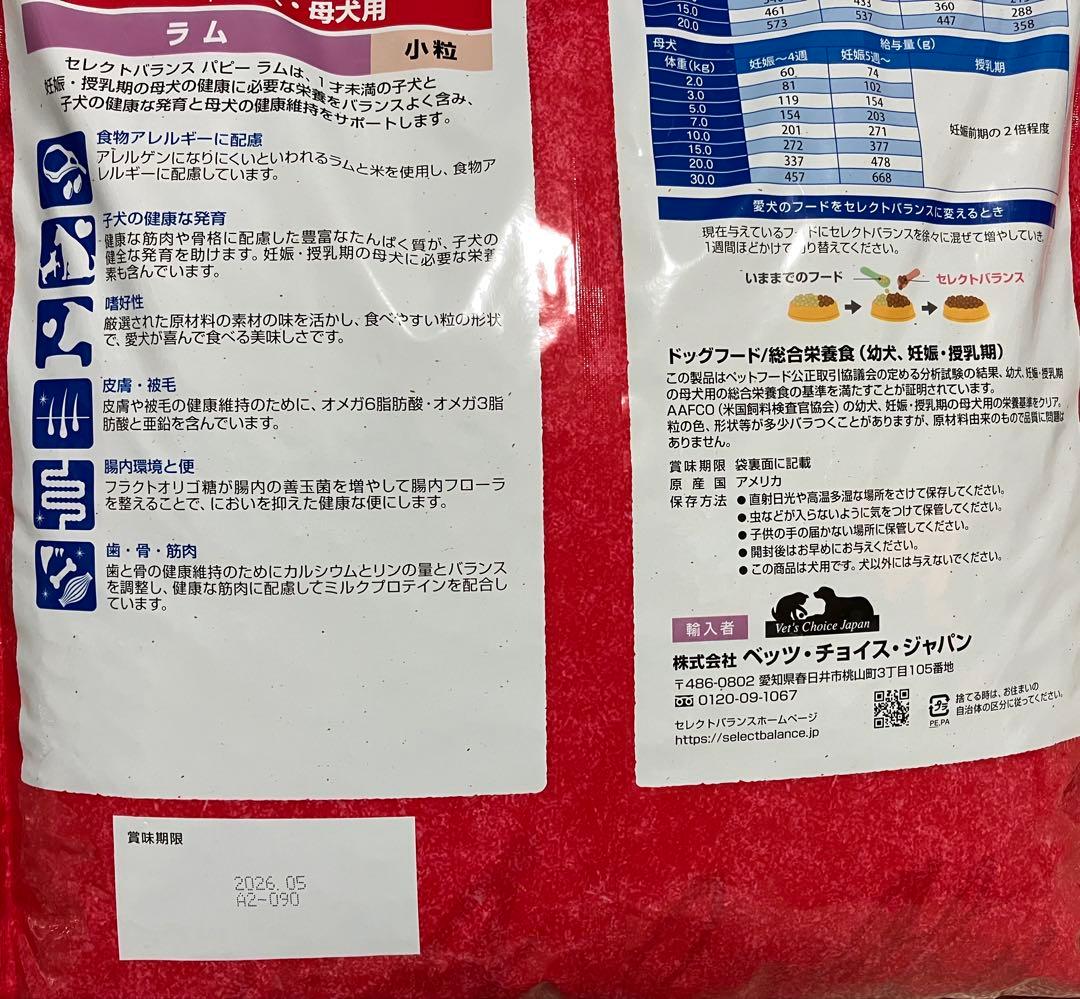 ・母犬用
ラム
小粒
セレクトバランス パピー ラムは、1才未満の子犬と
妊娠・授乳期の母犬の健康に必要な栄養をバランスよく含み、
子犬の健康な発育と母犬の健康維持をサポートします。
食物アレルギーに配慮
アレルゲンになりにくいといわれるラムと米を使用し、食物ア
レルギーに配慮しています。
子犬の健康な発育
健康な筋肉や骨格に配慮した豊富なたんぱく質が、子犬の
健全な発育を助けます。妊娠・授乳期の母犬に必要な栄養
素も含んでいます。
嗜好性
厳選された原材料の素材の味を活かし、食べやすい粒の形状
で、愛犬が喜んで食べる美味しさです。
皮膚・被毛
皮膚や被毛の健康維持のために、オメガ6脂肪酸・オメガ3脂
肪酸と亜鉛を含んでいます。
腸内環境と便
フラクトオリゴ糖が腸内の善玉菌を増やして腸内フローラ
を整えることで、においを抑えた健康な便にします。
歯・骨・筋肉
歯と骨の健康維持のためにカルシウムとリンの量とバランス
を調整し、健康な筋肉に配慮してミルクプロテインを配合し
ています。
賞味期限
2026.05
A2-090
15.0 461 537 360 288
20.0 573 447 358
母犬 給与量(g)
体重(kg) 妊娠～4週 妊娠5週～ 授乳期
2.0 60 74
3.0 81 102
5.0 119 154
7.0 154 203
10.0 201 271
15.0 272 377
20.0 337 478
30.0 457 668
妊娠前期の2倍程度
愛犬のフードをセレクトバランスに変えるとき
現在与えているフードにセレクトバランスを徐々に混ぜて増やしていき、
1週間ほどかけて切り替えてください。
いままでのフード セレクトバランス
ドッグフード/総合栄養食(幼犬、妊娠・授乳期)
この製品はペットフード公正取引協議会の定める分析試験の結果、幼犬、妊娠・授乳期
の母犬用の総合栄養食の基準を満たすことが証明されています。
AAFCO(米国飼料検査官協会)の幼犬、妊娠・授乳期の母犬用の栄養基準をクリア。
粒の色、形状等が多少バラつくことがありますが、原材料由来のもので品質に問題は
ありません。
賞味期限 袋裏面に記載
原産国 アメリカ
保存方法 ●直射日光や高温多湿な場所をさけて保存してください。
●虫などが入らないように気をつけて保管してください。
●子供の手の届かない場所に保管してください。
●開封後はお早めにお与えください。
●この商品は犬用です。犬以外には与えないでください。
輸入者
Vet's Choice Japan
株式会社 ベッツ・チョイス・ジャパン
〒486-0802 愛知県春日井市桃山町3丁目105番地
0120-09-1067
セレクトバランスホームページ
https://selectbalance.jp
プラ
PE,PA
捨てる時は、お住まいの
自治体の区分に従ってください。